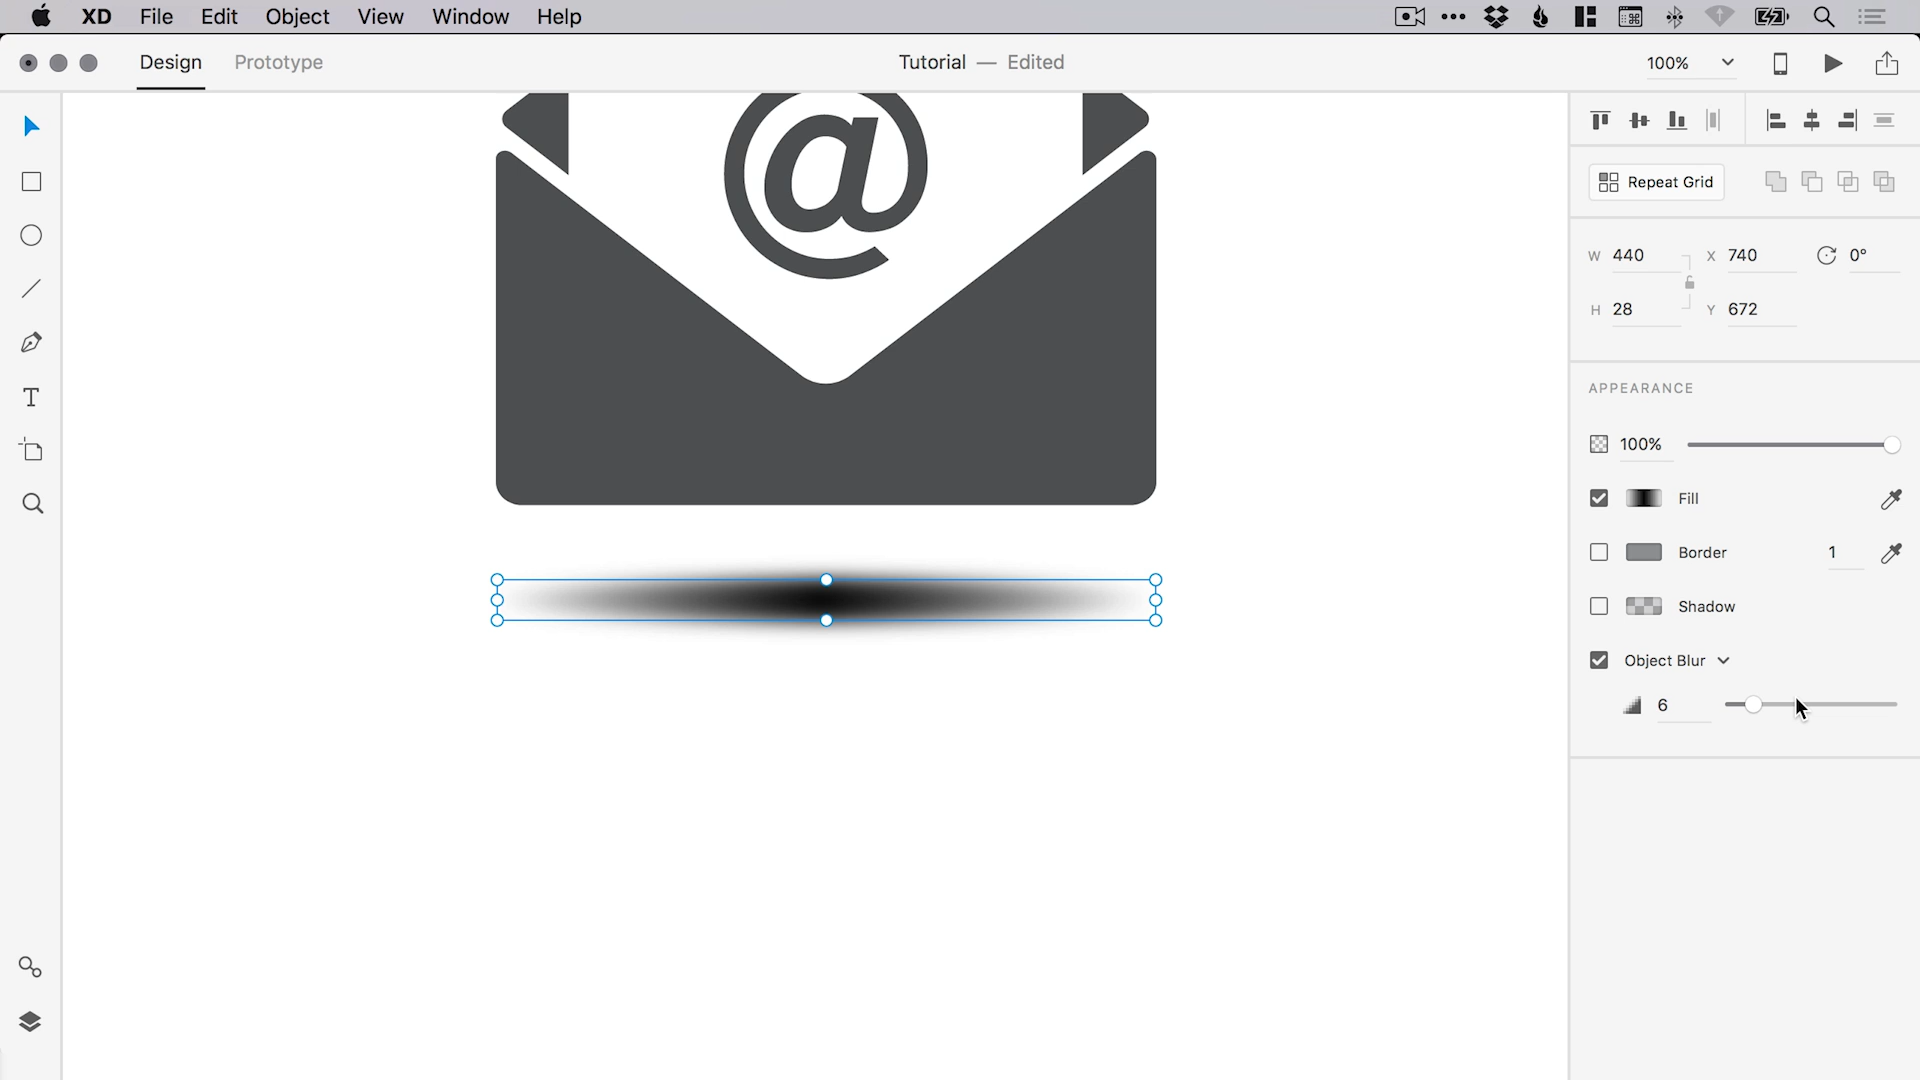 XD File Edit Object View Window Help
Design Prototype Tutorial — Edited 100%
Repeat Grid
W 440 X 740 0°
H 28 Y 672
APPEARANCE
100%
Fill
Border 1
Shadow
Object Blur
6
@
T